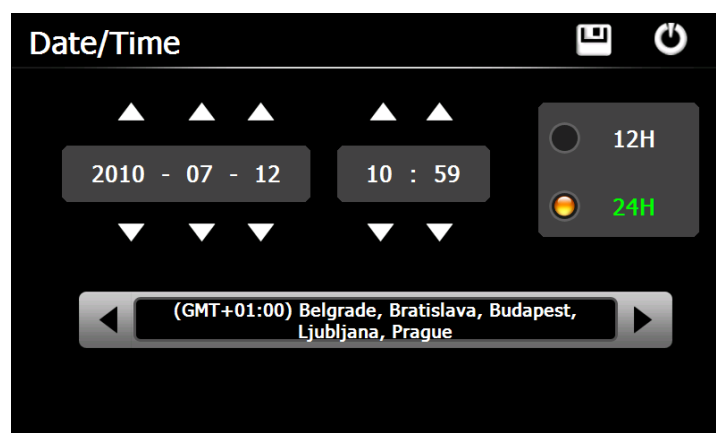 Date/Time
2010 - 07 - 12
10 : 59
12H
24H
(GMT+01:00) Belgrade, Bratislava, Budapest,
Ljubljana, Prague